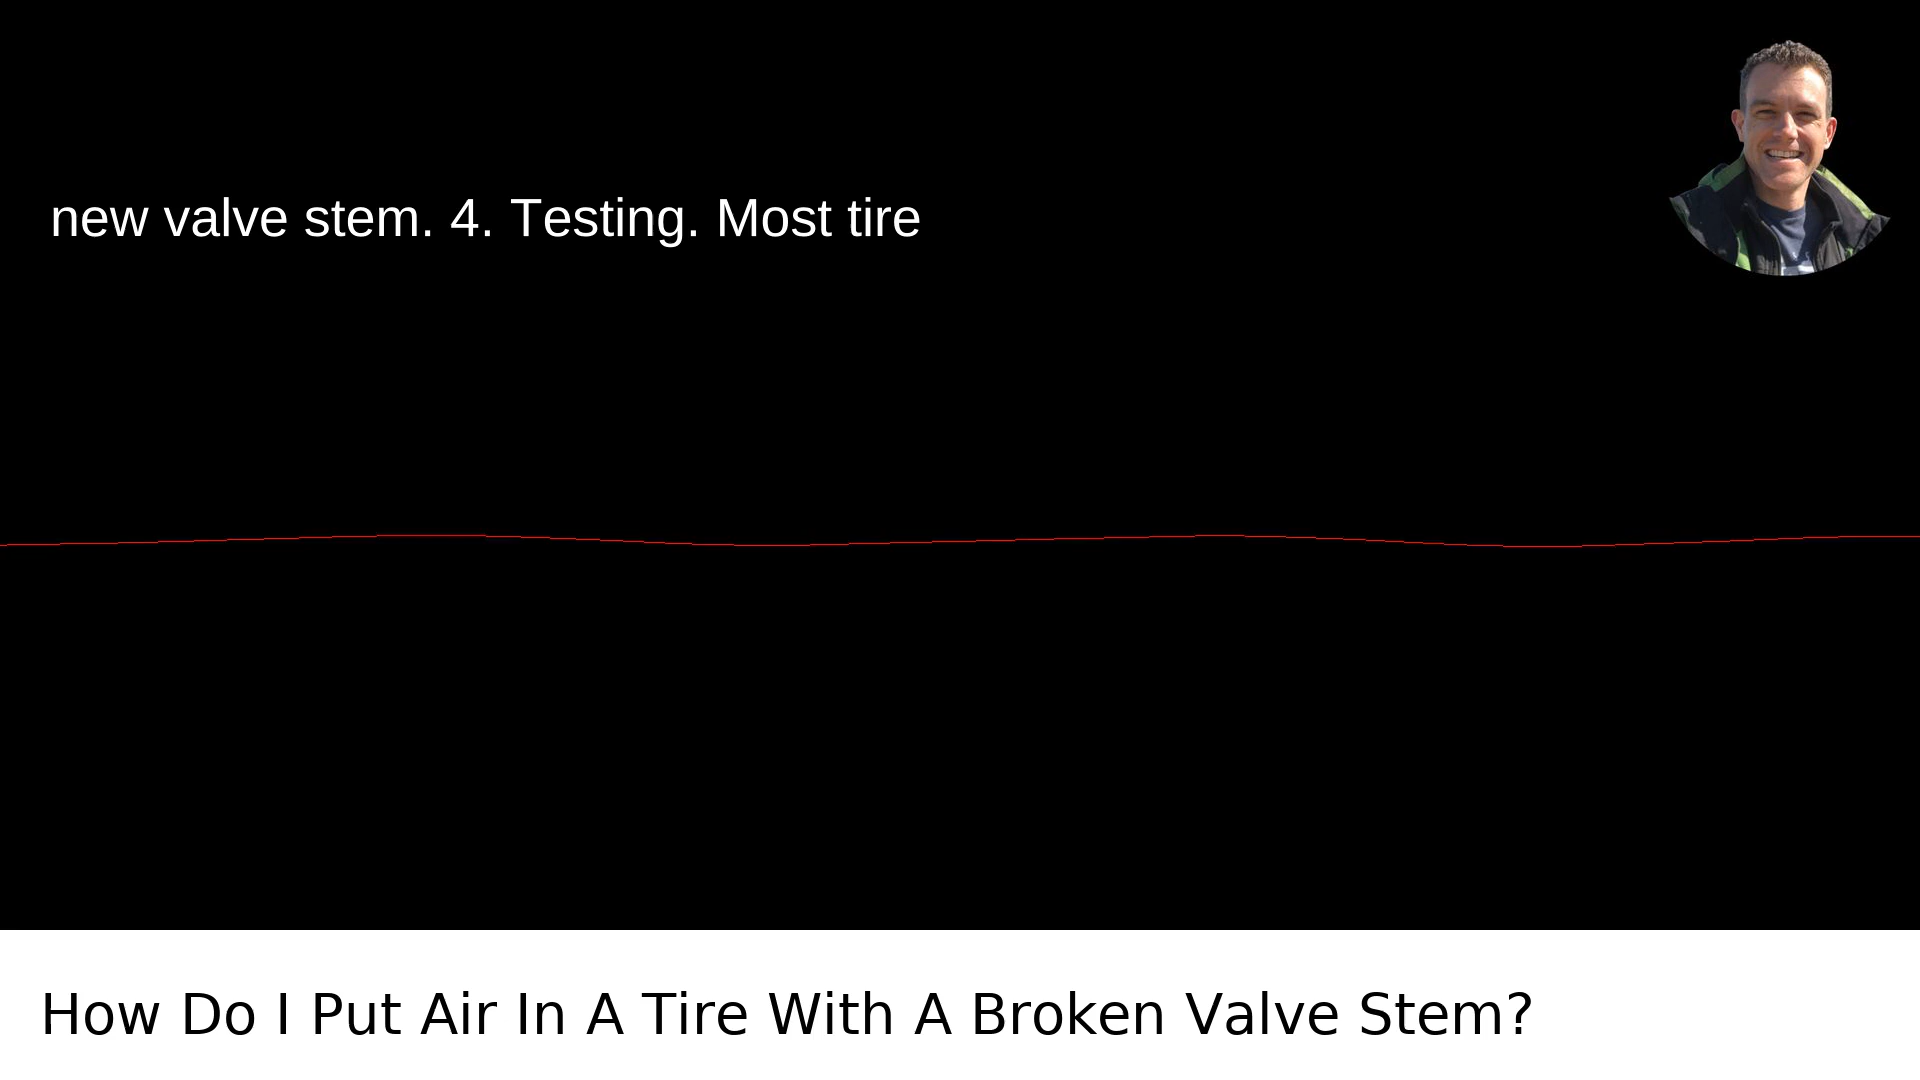 new valve stem. 4. Testing. Most tire
How Do I Put Air In A Tire With A Broken Valve Stem?